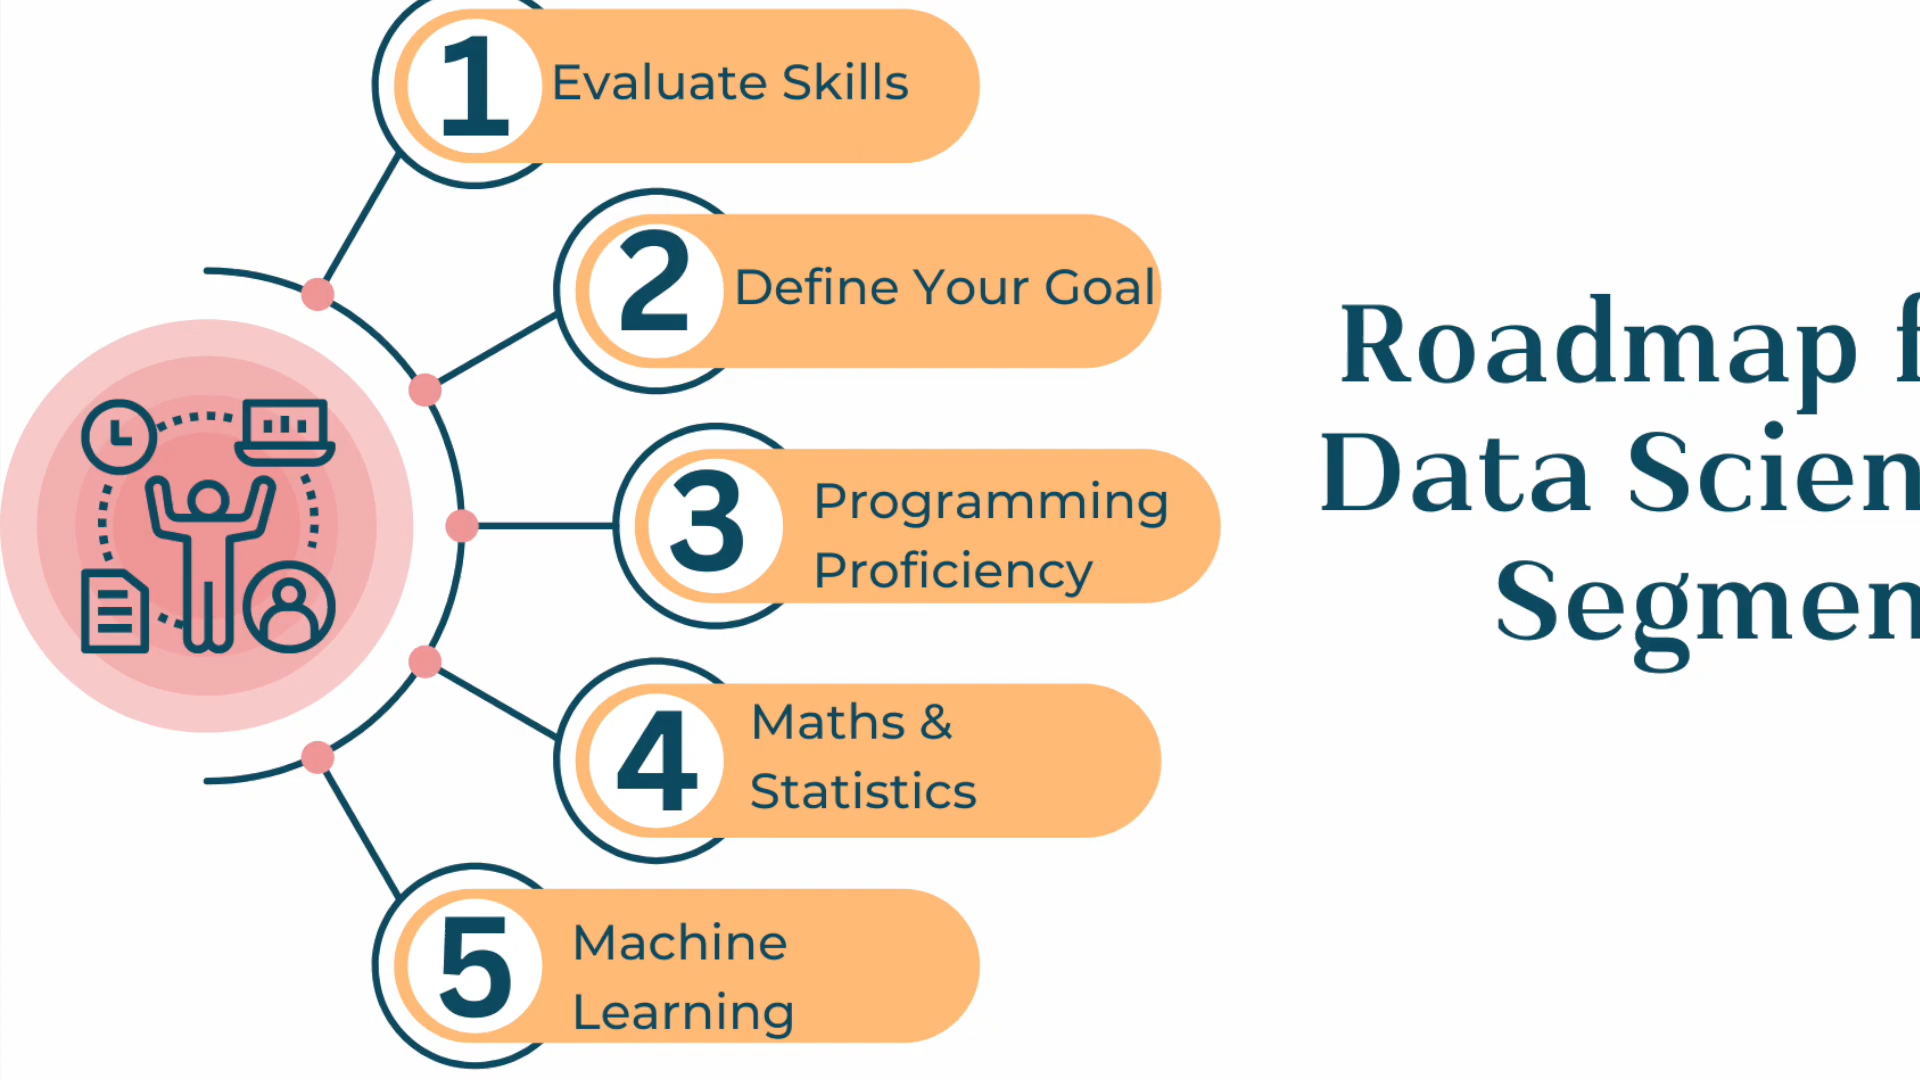 1
Evaluate Skills
2
Define Your Goal
3
Programming
Proficiency
4
Maths &
Statistics
5
Machine
Learning
Roadmap
Data